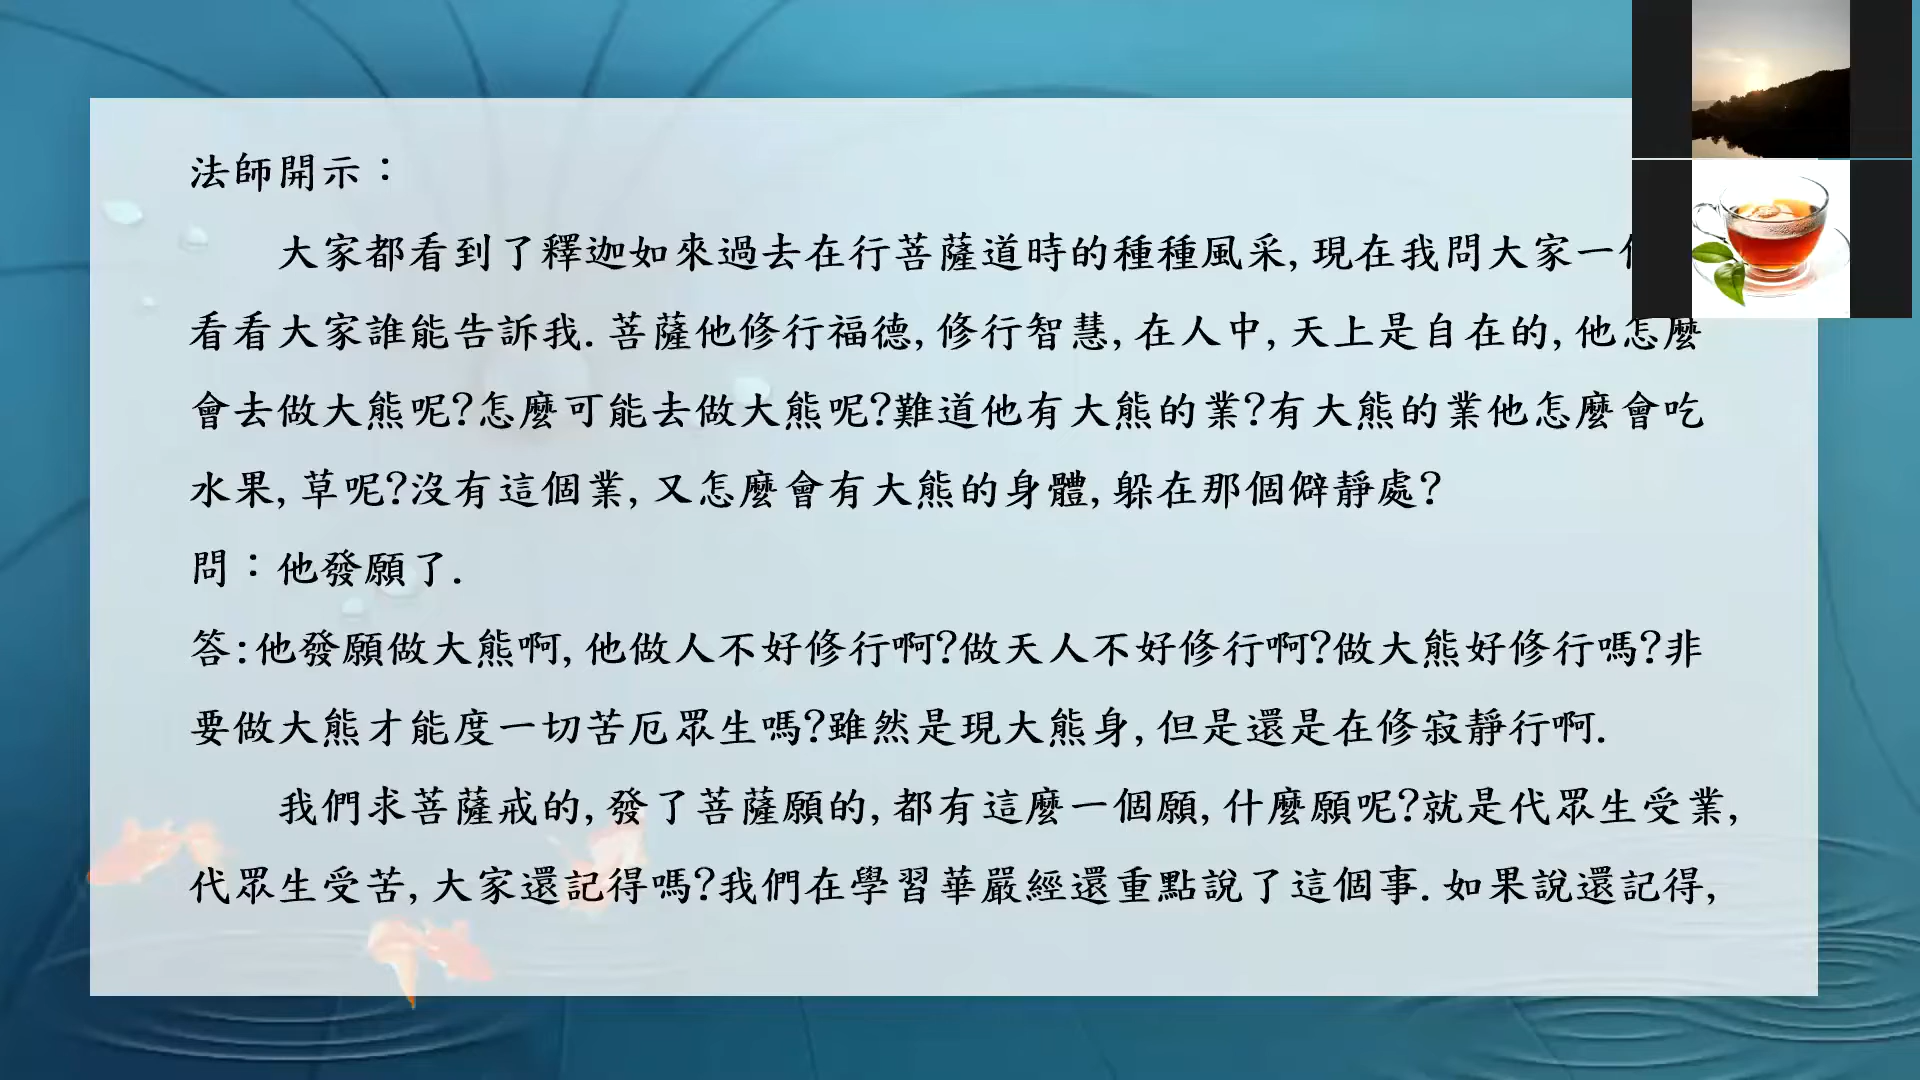 法師開示：
大家都看到了釋迦如來過去在行菩薩道時的種種風采,現在我問大家一
看看大家誰能告訴我.菩薩他修行福德,修行智慧,在人中,天上是自在的,他怎麼
會去做大熊呢?怎麼可能去做大熊呢?難道他有大熊的業?有大熊的業他怎麼會吃
水果,草呢?沒有這個業,又怎麼會有大熊的身體,躲在那個僻靜處?
問：他發願了.
答:他發願做大熊啊,他做人不好修行啊?做天人不好修行啊?做大熊好修行嗎?非
要做大熊才能度一切苦厄眾生嗎?雖然是現大熊身,但是還是在修寂靜行啊.
我們求菩薩戒的,發了菩薩願的,都有這麼一個願,什麼願呢?就是代眾生受業,
代眾生受苦,大家還記得嗎?我們在學習華嚴經還重點說了這個事.如果說還記得,